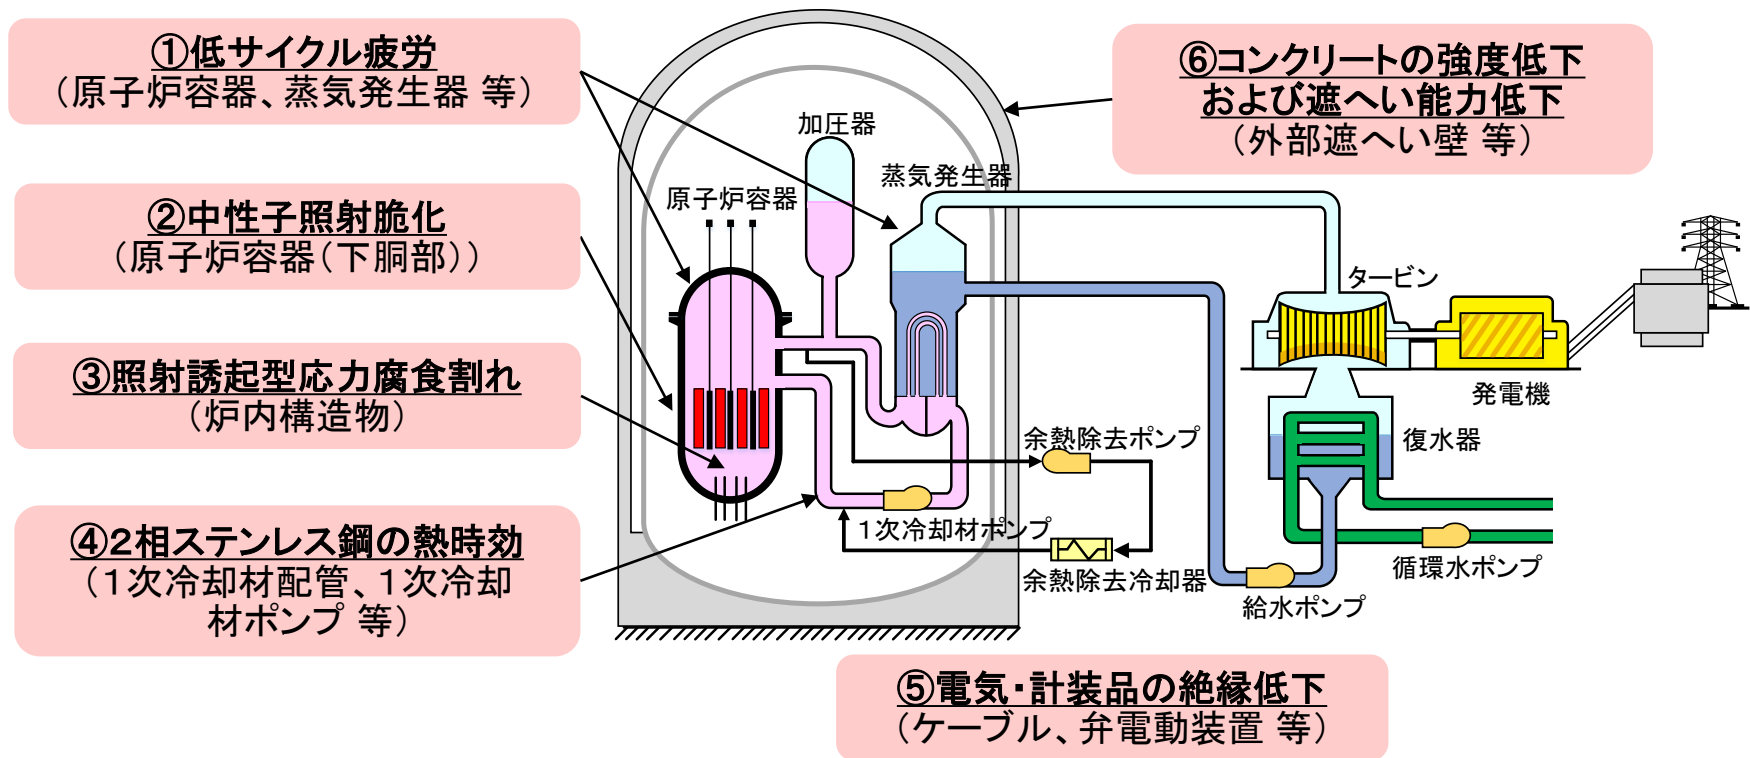 ①低サイクル疲労
（原子炉容器、蒸気発生器 等）
②中性子照射脆化
（原子炉容器（下胴部））
③照射誘起型応力腐食割れ
（炉内構造物）
④２相ステンレス鋼の熱時効
（１次冷却材配管、１次冷却
材ポンプ 等）
⑥コンクリートの強度低下
および遮へい能力低下
（外部遮へい壁 等）
加圧器
蒸気発生器
原子炉容器
タービン
発電機
復水器
余熱除去ポンプ
１次冷却材ポンプ
余熱除去冷却器
循環水ポンプ
給水ポンプ
⑤電気・計装品の絶縁低下
（ケーブル、弁電動装置 等）